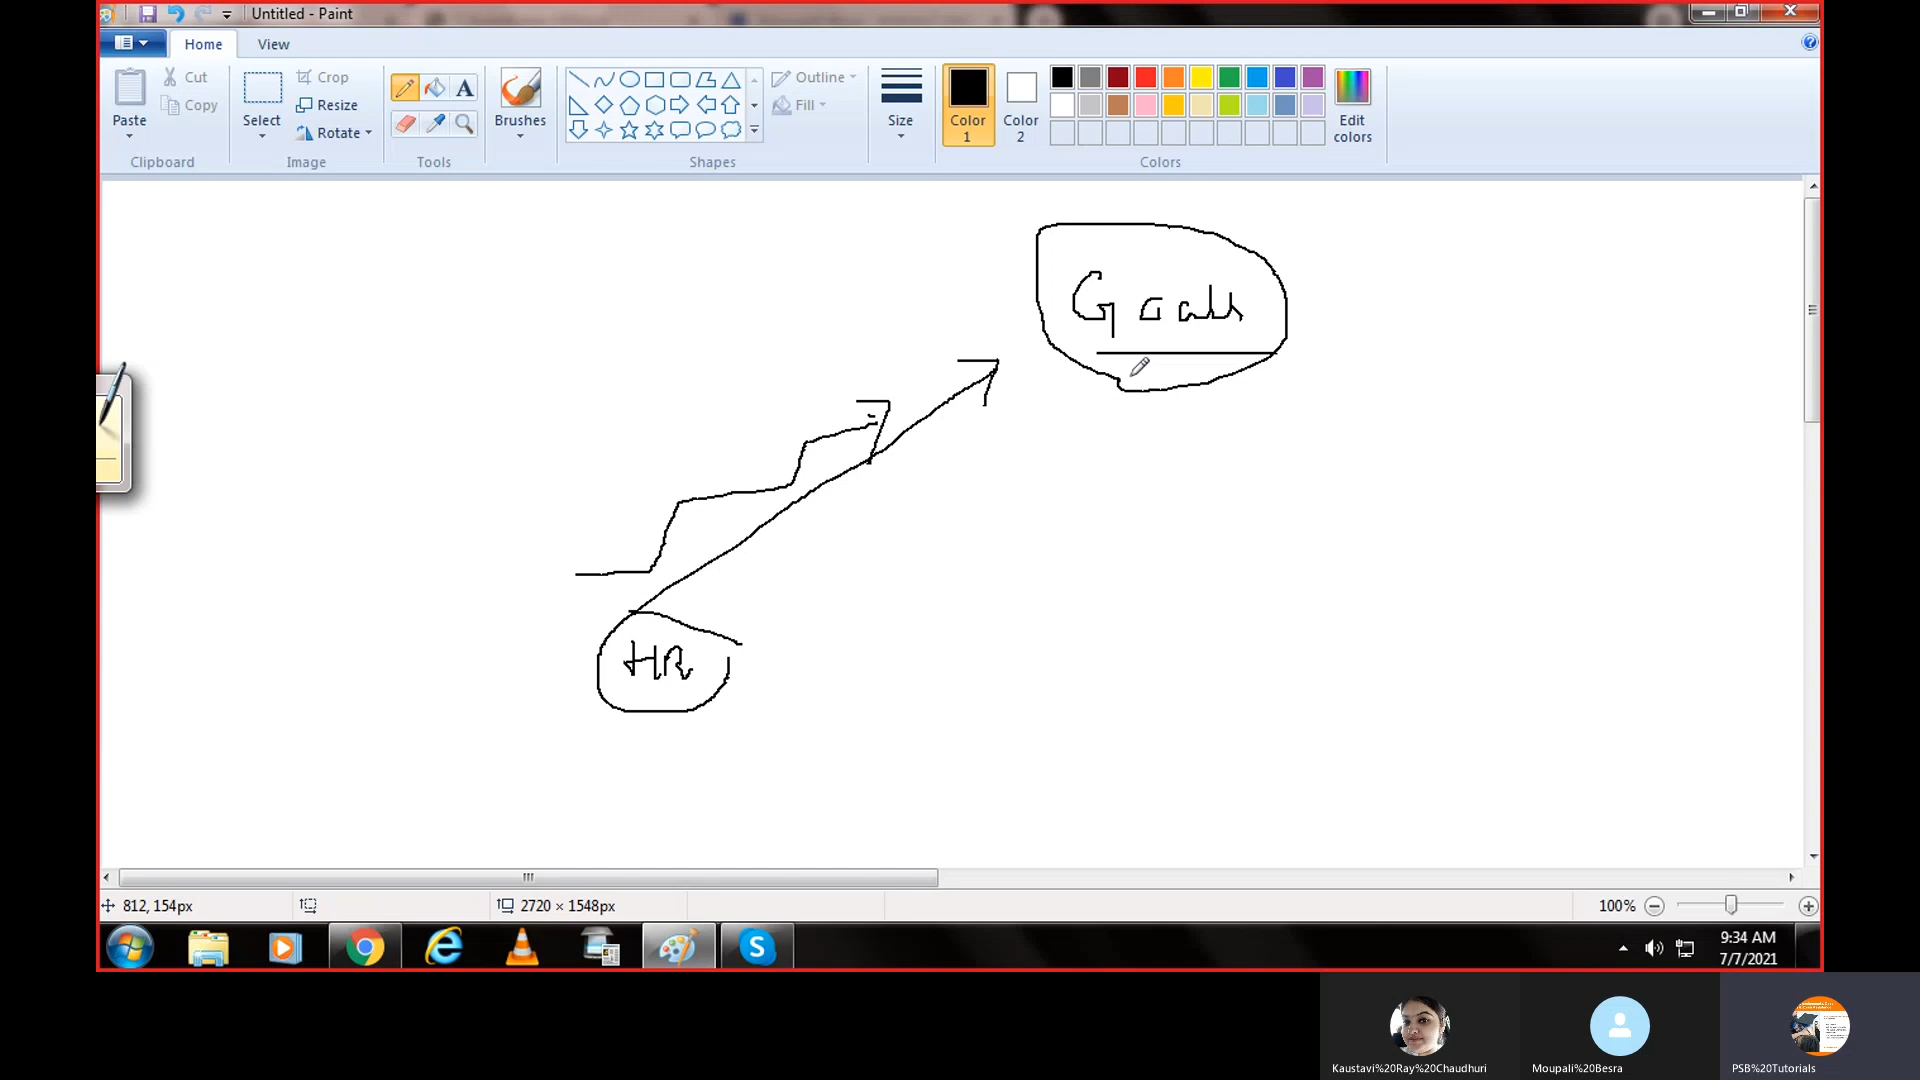 Untitled - Paint
Home View
Paste Cut Copy Clipboard
Select Crop Resize Rotate Image
A Tools
Brushes
Outline Fill Shapes
Size
Color 1 Color 2 Edit colors Colors
Goals
HR
812, 154px 2720 × 1548px 100%
S
9:34 AM
7/7/2021
Kaustavi%20Ray%20Chaudhuri Moupali%20Besra PSB%20Tutorials